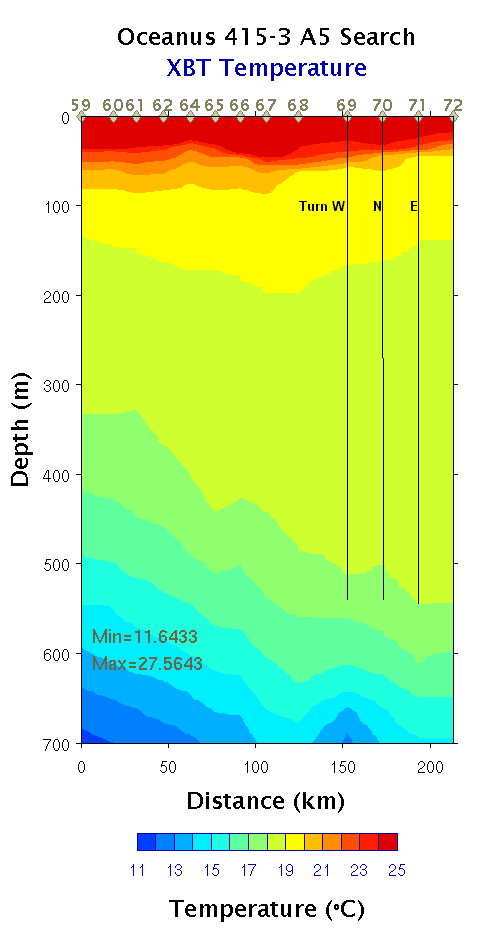 Oceanus 415-3 A5 Search
XBT Temperature
59 60 61 62 64 65 66 67 68 69 70 71 72
0
100
Turn W N E
200
300
Depth (m)
400
500
Min=11.6433
600
Max=27.5643
700
0 50 100 150 200
Distance (km)
11 13 15 17 19 21 23 25
Temperature (°C)